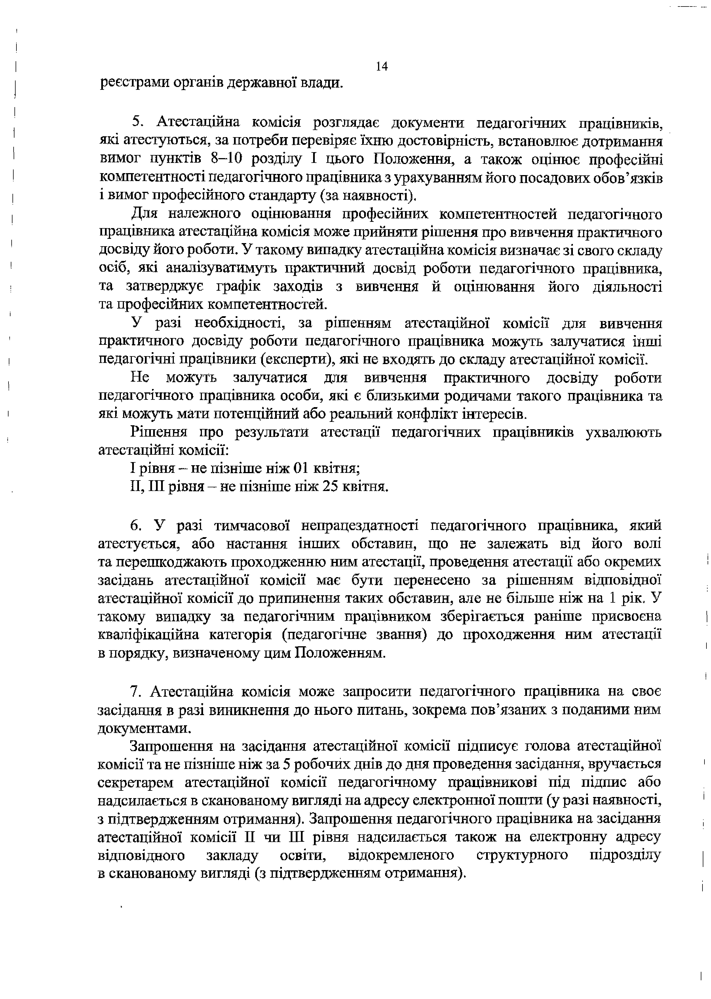 14
реєстрами органів державної влади.
5. Атестаційна комісія розглядає документи педагогічних працівників,
які атестуються, за потреби перевіряє їхню достовірність, встановлює дотримання
вимог пунктів 8–10 розділу І цього Положення, а також оцінює професійні
компетентності педагогічного працівника з урахуванням його посадових обов’язків
і вимог професійного стандарту (за наявності).
Для належного оцінювання професійних компетентностей педагогічного
працівника атестаційна комісія може прийняти рішення про вивчення практичного
досвіду його роботи. У такому випадку атестаційна комісія визначає зі свого складу
осіб, які аналізуватимуть практичний досвід роботи педагогічного працівника,
та затверджує графік заходів з вивчення й оцінювання його діяльності
та професійних компетентностей.
У разі необхідності, за рішенням атестаційної комісії для вивчення
практичного досвіду роботи педагогічного працівника можуть залучатися інші
педагогічні працівники (експерти), які не входять до складу атестаційної комісії.
Не можуть залучатися для вивчення практичного досвіду роботи
педагогічного працівника особи, які є близькими родичами такого працівника та
які можуть мати потенційний або реальний конфлікт інтересів.
Рішення про результати атестації педагогічних працівників ухвалюють
атестаційні комісії:
І рівня – не пізніше ніж 01 квітня;
ІІ, ІІІ рівня – не пізніше ніж 25 квітня.
6. У разі тимчасової непрацездатності педагогічного працівника, який
атестується, або настання інших обставин, що не залежать від його волі
та перешкоджають проходженню ним атестації, проведення атестації або окремих
засідань атестаційної комісії має бути перенесено за рішенням відповідної
атестаційної комісії до припинення таких обставин, але не більше ніж на 1 рік. У
такому випадку за педагогічним працівником зберігається раніше присвоєна
кваліфікаційна категорія (педагогічне звання) до проходження ним атестації
в порядку, визначеному цим Положенням.
7. Атестаційна комісія може запросити педагогічного працівника на своє
засідання в разі виникнення до нього питань, зокрема пов’язаних з поданими ним
документами.
Запрошення на засідання атестаційної комісії підписує голова атестаційної
комісії та не пізніше ніж за 5 робочих днів до дня проведення засідання, вручається
секретарем атестаційної комісії педагогічному працівникові під підпис або
надсилається в сканованому вигляді на адресу електронної пошти (у разі наявності,
з підтвердженням отримання). Запрошення педагогічного працівника на засідання
атестаційної комісії ІІ чи ІІІ рівня надсилається також на електронну адресу
відповідного закладу освіти, відокремленого структурного підрозділу
в сканованому вигляді (з підтвердженням отримання).